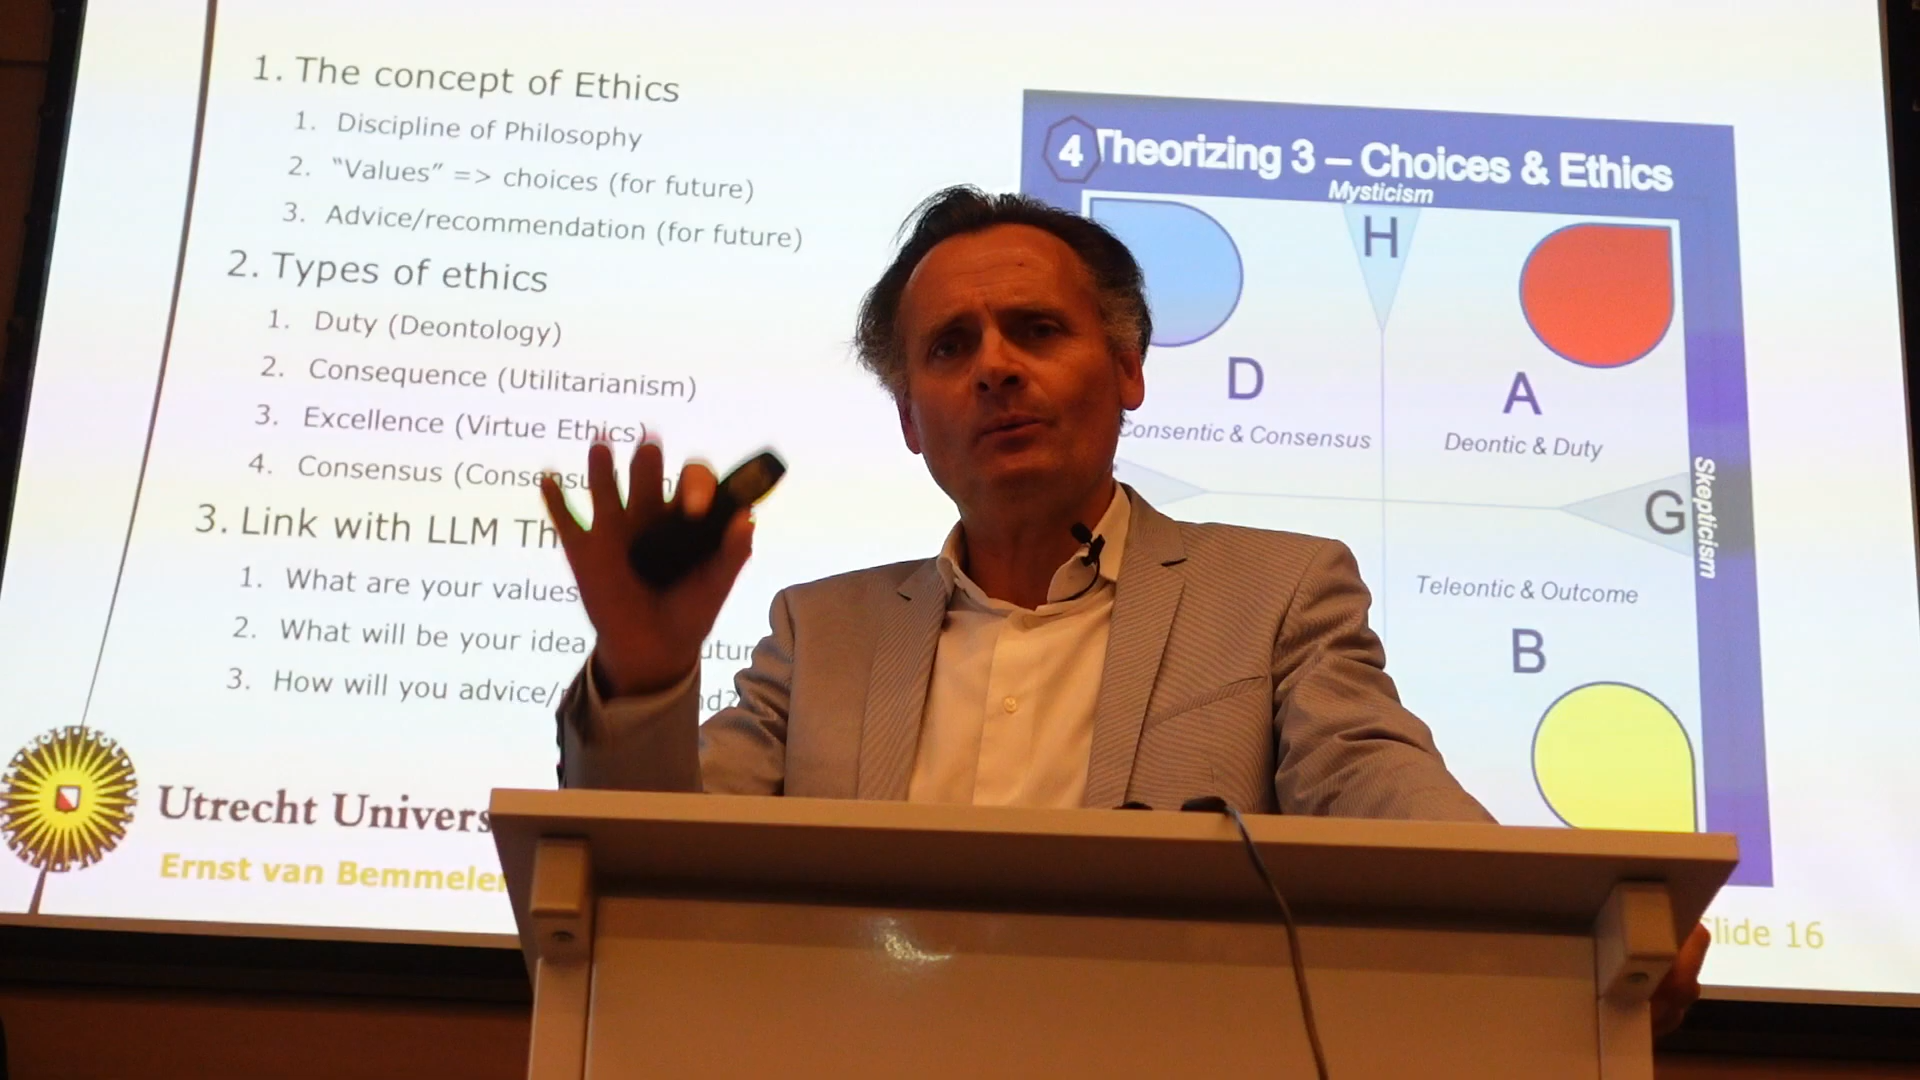 1. The concept of Ethics
1. Discipline of Philosophy
2. “Values” => choices (for future)
3. Advice/recommendation (for future)
2. Types of ethics
1. Duty (Deontology)
2. Consequence (Utilitarianism)
3. Excellence (Virtue Ethics)
4. Consensus
3. Link with LLM
1. What are your values
2. What will be your idea
3. How will you advice/
Utrecht
Ernst van
4 Theorizing 3 – Choices & Ethics
Mysticism
H
D
A
Consentic & Consensus
Deontic & Duty
G
Skepticism
Teleontic & Outcome
B
Slide 16